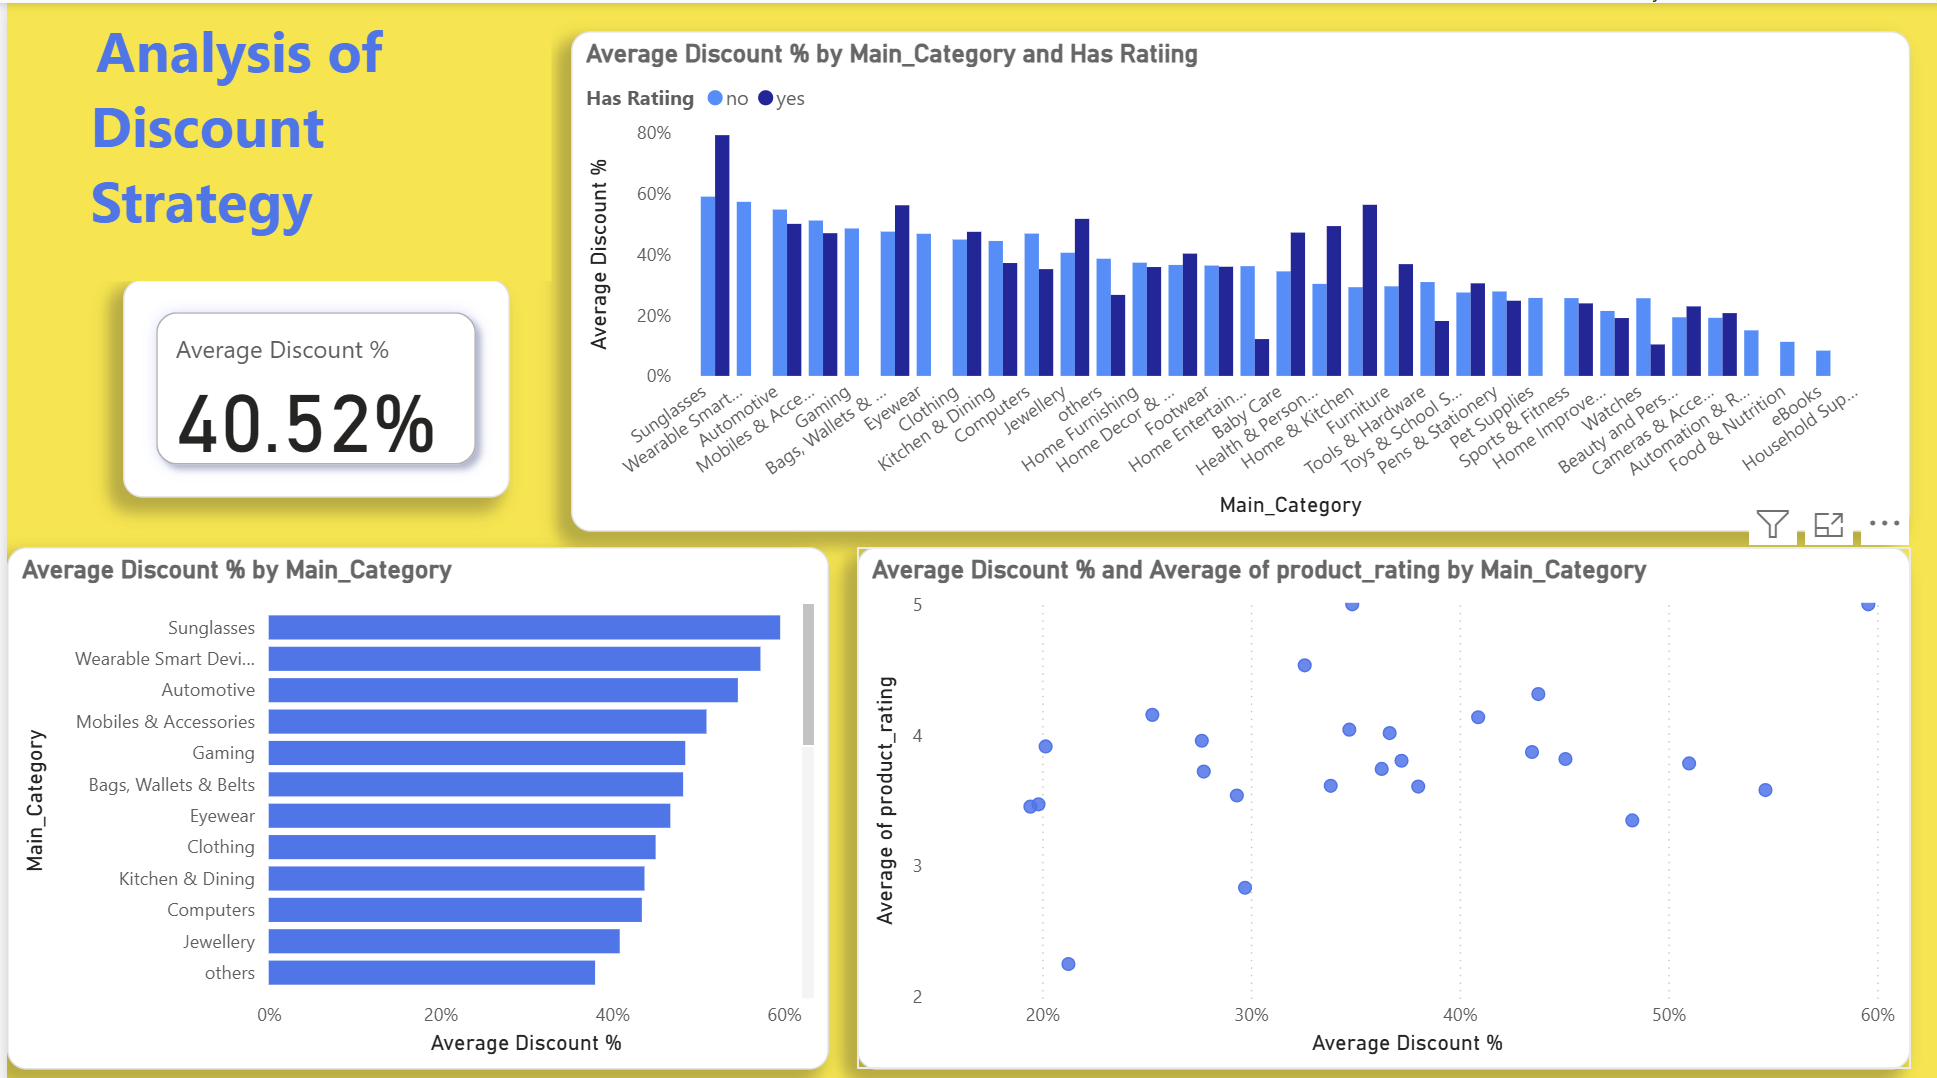 Analysis of
Discount
Strategy
Average Discount %
40.52%
Average Discount % by Main_Category and Has Ratiing
Has Ratiing no yes
Average Discount %
80%
60%
40%
20%
0%
Sunglasses
Wearable Smart...
Automotive
Mobiles & Acce...
Gaming
Bags, Wallets & ...
Eyewear
Clothing
Kitchen & Dining
Computers
Jewellery
others
Home Furnishing
Home Decor & ...
Footwear
Home Entertain...
Baby Care
Health & Person...
Home & Kitchen
Furniture
Tools & Hardware
Toys & School S...
Pens & Stationery
Pet Supplies
Sports & Fitness
Home Improve...
Watches
Beauty and Pers...
Cameras & Acce...
Automation & R...
Food & Nutrition
eBooks
Household Sup...
Main_Category
Average Discount % by Main_Category
Main_Category
Sunglasses
Wearable Smart Devi...
Automotive
Mobiles & Accessories
Gaming
Bags, Wallets & Belts
Eyewear
Clothing
Kitchen & Dining
Computers
Jewellery
others
0% 20% 40% 60%
Average Discount %
Average Discount % and Average of product_rating by Main_Category
Average of product_rating
5
4
3
2
20% 30% 40% 50% 60%
Average Discount %